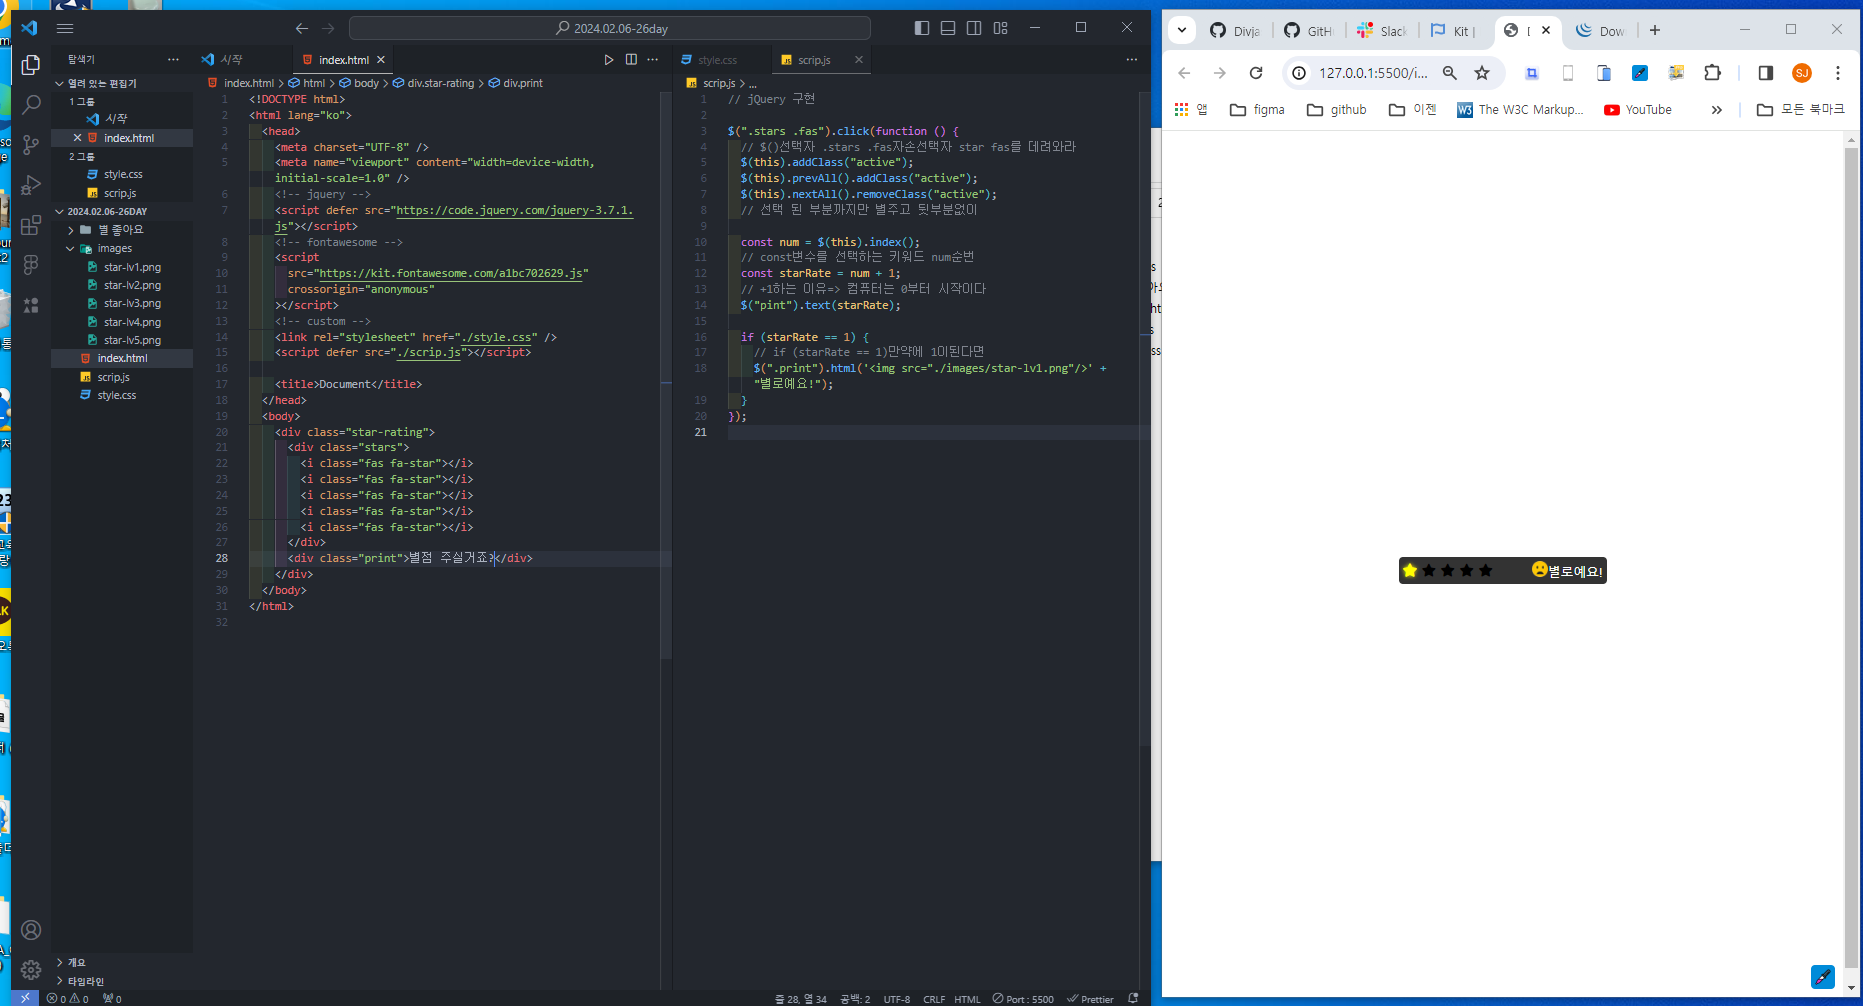 2024.02.06-26day
탐색기
열려 있는 편집기
1 그룹
시작
index.html
2 그룹
style.css
scrip.js
2024.02.06-26DAY
별 좋아요
images
star-lv1.png
star-lv2.png
star-lv3.png
star-lv4.png
star-lv5.png
index.html
scrip.js
style.css
개요
타임라인
시작
index.html
index.html > html > body > div.star-rating > div.print
1 <!DOCTYPE html>
2 <html lang="ko">
3 <head>
4 <meta charset="UTF-8" />
5 <meta name="viewport" content="width=device-width,
initial-scale=1.0" />
6 <!-- jquery -->
7 <script defer src="https://code.jquery.com/jquery-3.7.1.
js"></script>
8 <!-- fontawesome -->
9 <script
10 src="https://kit.fontawesome.com/a1bc702629.js"
11 crossorigin="anonymous"
12 ></script>
13 <!-- custom -->
14 <link rel="stylesheet" href="./style.css" />
15 <script defer src="./scrip.js"></script>
16
17 <title>Document</title>
18 </head>
19 <body>
20 <div class="star-rating">
21 <div class="stars">
22 <i class="fas fa-star"></i>
23 <i class="fas fa-star"></i>
24 <i class="fas fa-star"></i>
25 <i class="fas fa-star"></i>
26 <i class="fas fa-star"></i>
27 </div>
28 <div class="print">별점 주실거죠?</div>
29 </div>
30 </body>
31 </html>
32
style.css
scrip.js
scrip.js > ...
1 // jQuery 구현
2
3 $(".stars .fas").click(function () {
4 // $()선택자 .stars .fas자손선택자 star fas를 데려와라
5 $(this).addClass("active");
6 $(this).prevAll().addClass("active");
7 $(this).nextAll().removeClass("active");
8 // 선택 된 부분까지만 별주고 뒷부분없이
9
10 const num = $(this).index();
11 // const변수를 선택하는 키워드 num순번
12 const starRate = num + 1;
13 // +1하는 이유=> 컴퓨터는 0부터 시작이다
14 $("pint").text(starRate);
15
16 if (starRate == 1) {
17 // if (starRate == 1)만약에 1이된다면
18 $(".print").html('<img src="./images/star-lv1.png"/>' +
"별로예요!");
19 }
20 });
21
0 0 0
줄 28, 열 34 공백: 2 UTF-8 CRLF HTML Port : 5500 Prettier
Divja
GitH
Slack
Kit |
Dow
127.0.0.1:5500/i...
SJ
앱
figma
github
이젠
The W3C Markup...
YouTube
모든 북마크
별로예요!